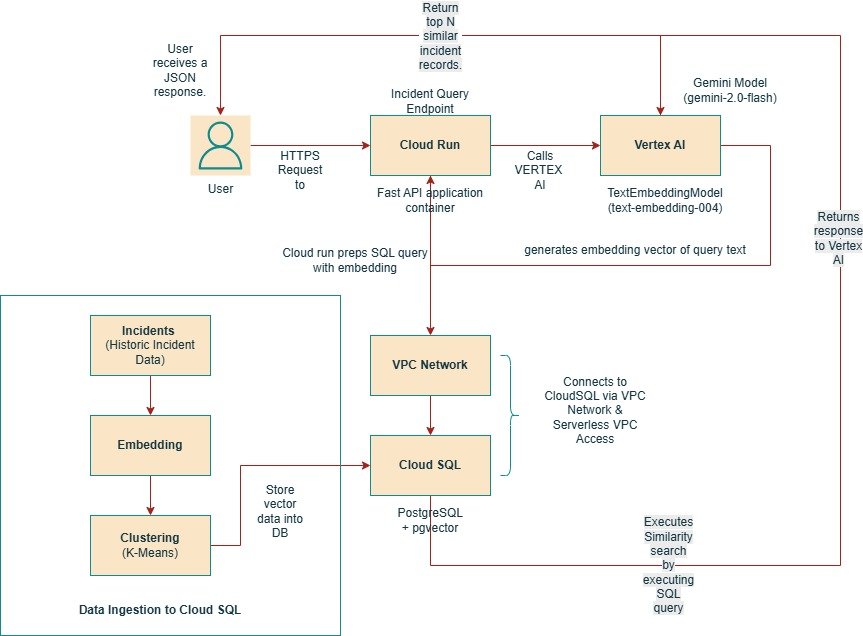 Return
top N
similar
incident
records.
User
receives a
JSON
response.
Incident Query
Endpoint
Gemini Model
(gemini-2.0-flash)
User
HTTPS
Request
to
Cloud Run
Fast API application
container
Calls
VERTEX
AI
Vertex AI
TextEmbeddingModel
(text-embedding-004)
Returns
response
to Vertex
AI
Cloud run preps SQL query
with embedding
generates embedding vector of query text
Incidents
(Historic Incident
Data)
Embedding
Clustering
(K-Means)
Store
vector
data into
DB
Data Ingestion to Cloud SQL
VPC Network
Cloud SQL
PostgreSQL
+ pgvector
Connects to
CloudSQL via VPC
Network &
Serverless VPC
Access
Executes
Similarity
search
by
executing
SQL
query